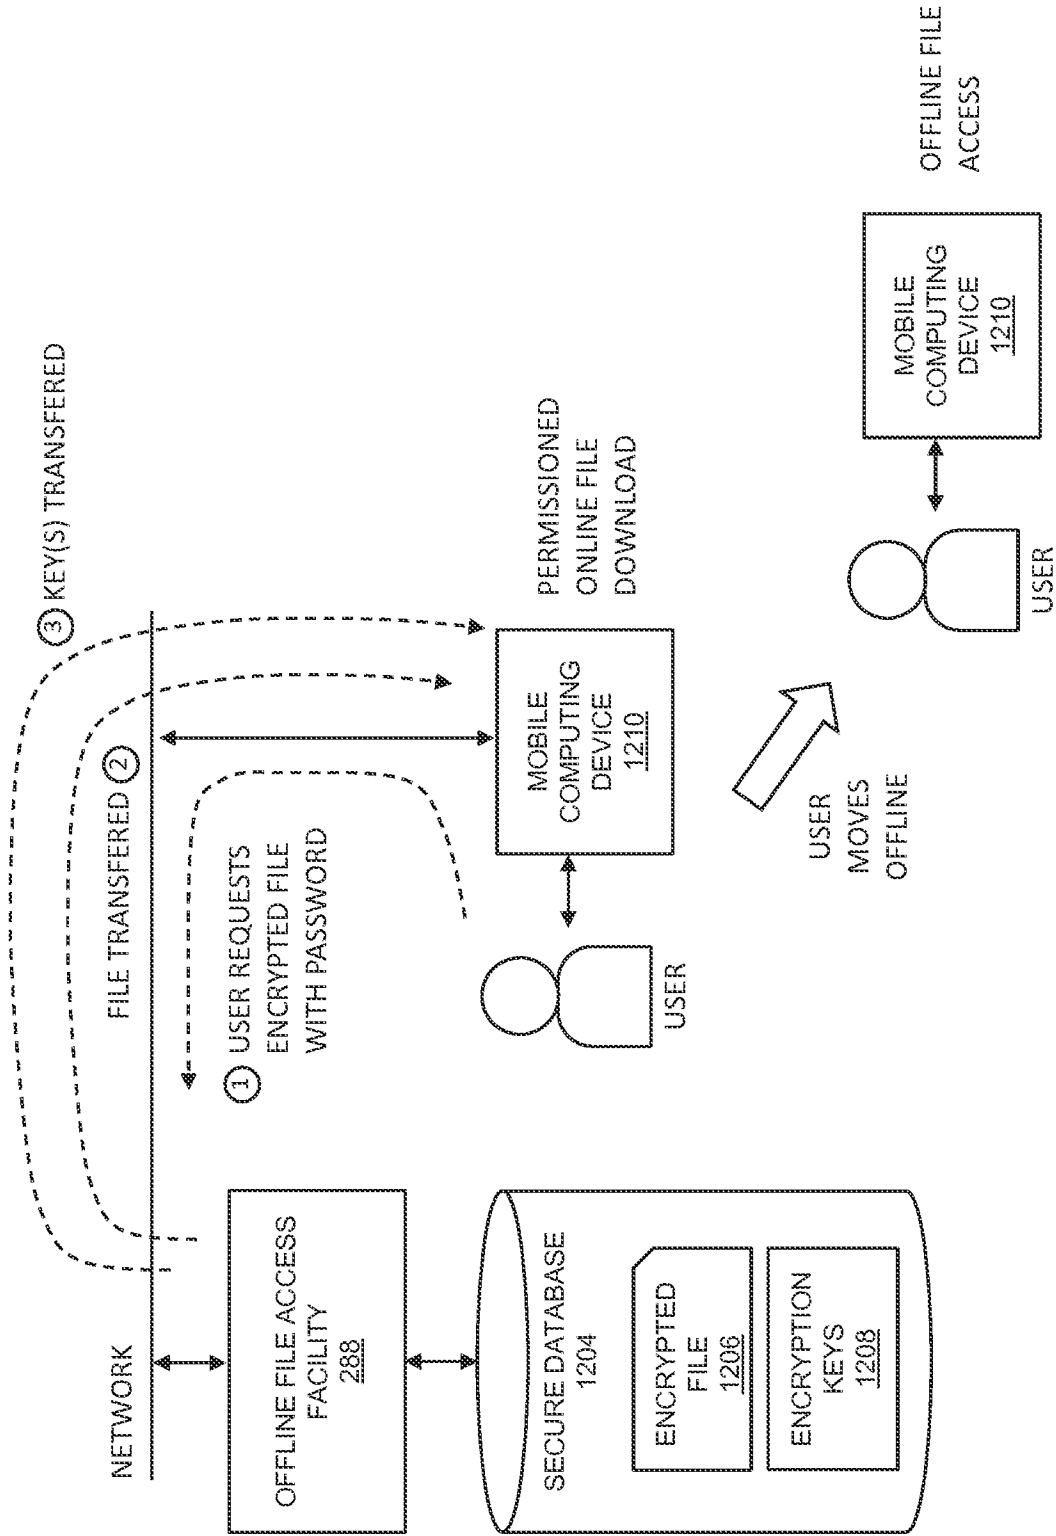 ③ KEY(S) TRANSFERED
NETWORK
FILE TRANSFERED ②
OFFLINE FILE ACCESS
FACILITY
288
① USER REQUESTS
ENCRYPTED FILE
WITH PASSWORD
SECURE DATABASE
1204
ENCRYPTED
FILE
1206
ENCRYPTION
KEYS
1208
USER
MOBILE
COMPUTING
DEVICE
1210
PERMISSIONED
ONLINE FILE
DOWNLOAD
USER
MOVES
OFFLINE
USER
MOBILE
COMPUTING
DEVICE
1210
OFFLINE FILE
ACCESS